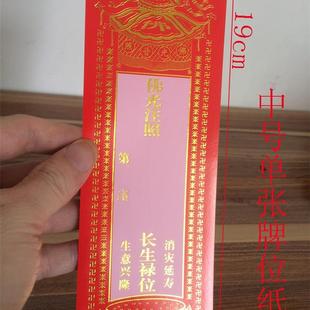 佛光注照
第
消灾延寿
长生禄位
生意兴隆
19cm
中号单张牌位纸